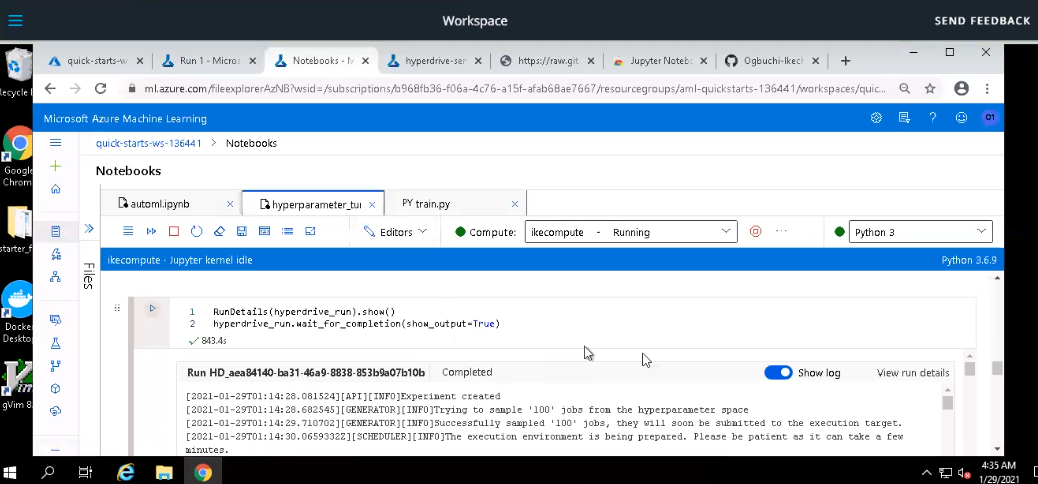 Workspace
SEND FEEDBACK
quick-starts-w
Run 1 - Micros
Notebooks - M
hyperdrive-ser
https://raw.git
Jupyter Noteb
Ogbuchi-Ikech
ml.azure.com/fileexplorerAzNB?wsid=/subscriptions/b968fb36-f06a-4c76-a15f-afab68ae7667/resourcegroups/aml-quickstarts-136441/workspaces/quic...
Microsoft Azure Machine Learning
01
quick-starts-ws-136441 > Notebooks
Notebooks
automl.ipynb
hyperparameter_tur
PY train.py
Editors
Compute: ikecompute - Running
Python 3
ikecompute · Jupyter kernel idle
Python 3.6.9
Files
1 RunDetails(hyperdrive_run).show()
2 hyperdrive_run.wait_for_completion(show_output=True)
843.4s
Run HD_aea84140-ba31-46a9-8838-853b9a07b10b
Completed
Show log
View run details
[2021-01-29T01:14:28.081524][API][INFO]Experiment created
[2021-01-29T01:14:28.682545][GENERATOR][INFO]Trying to sample '100' jobs from the hyperparameter space
[2021-01-29T01:14:29.710702][GENERATOR][INFO]Successfully sampled '100' jobs, they will soon be submitted to the execution target.
[2021-01-29T01:14:30.0659332Z][SCHEDULER][INFO]The execution environment is being prepared. Please be patient as it can take a few
minutes.
ecycle
Google
Chrom
starter_f
Docker
Desktop
gVim 8
4:35 AM
1/29/2021